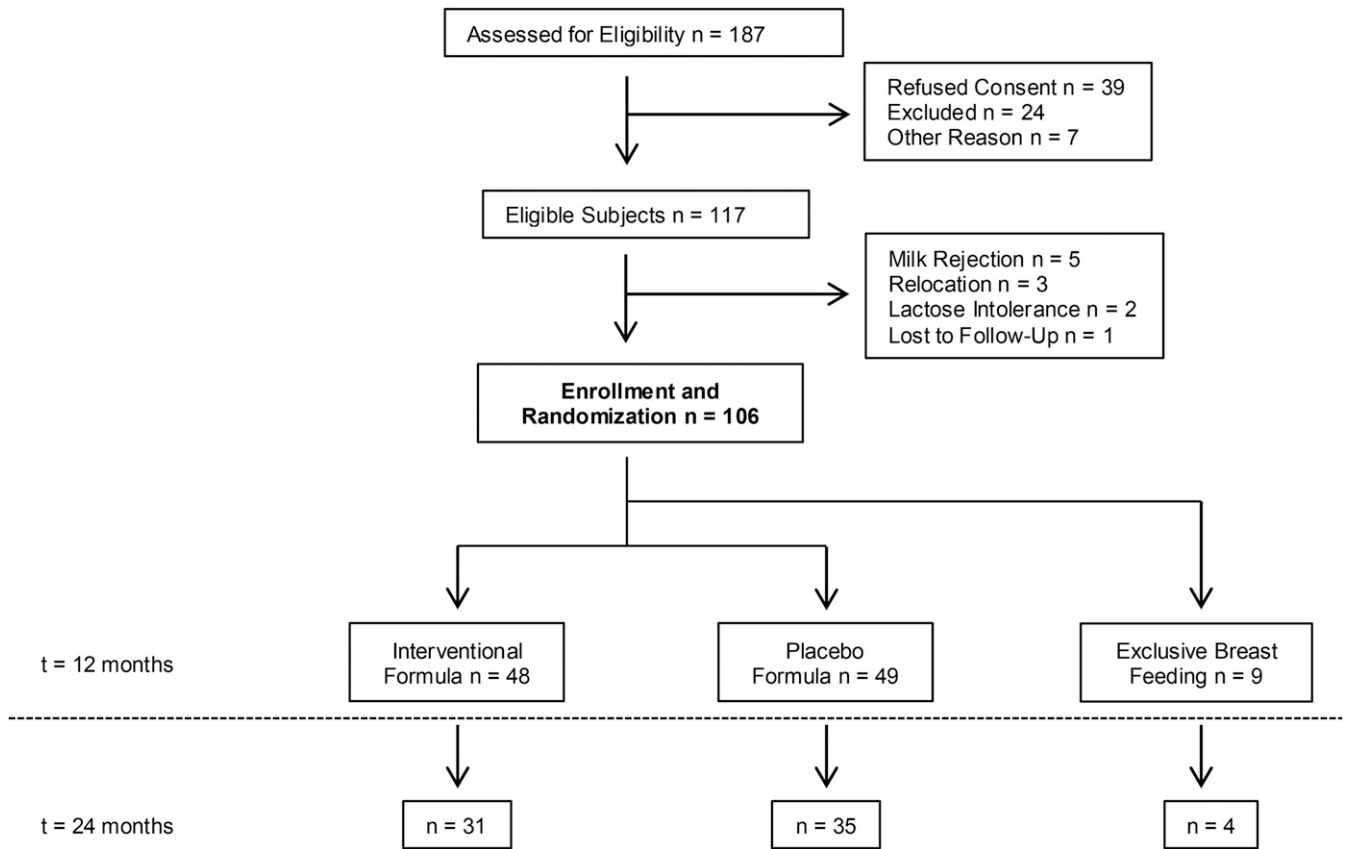 Assessed for Eligibility n = 187
Refused Consent n = 39
Excluded n = 24
Other Reason n = 7
Eligible Subjects n = 117
Milk Rejection n = 5
Relocation n = 3
Lactose Intolerance n = 2
Lost to Follow-Up n = 1
Enrollment and
Randomization n = 106
t = 12 months
Interventional
Formula n = 48
Placebo
Formula n = 49
Exclusive Breast
Feeding n = 9
t = 24 months
n = 31
n = 35
n = 4